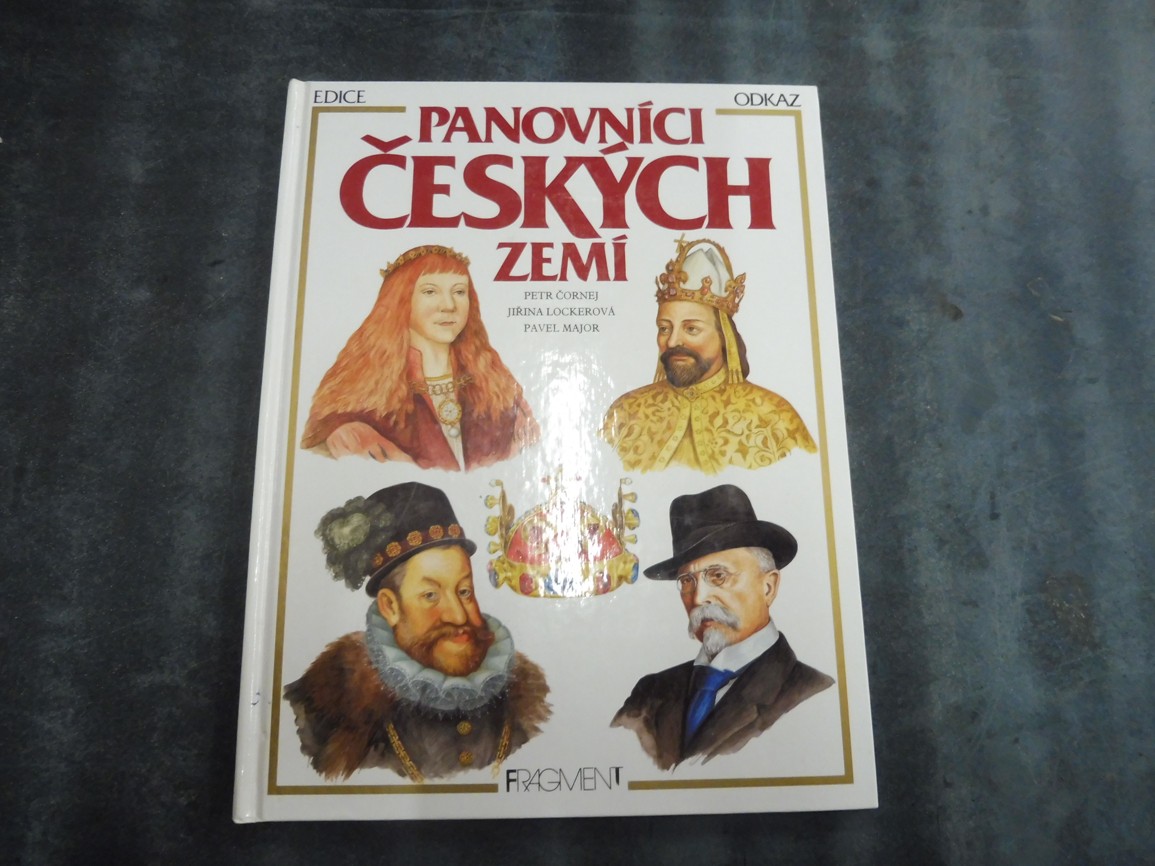 EDICE
ODKAZ
PANOVNÍCI
ČESKÝCH
ZEMÍ
PETR ČORNEJ
JIŘINA LOCKEROVÁ
PAVEL MAJOR
FRAGMENT